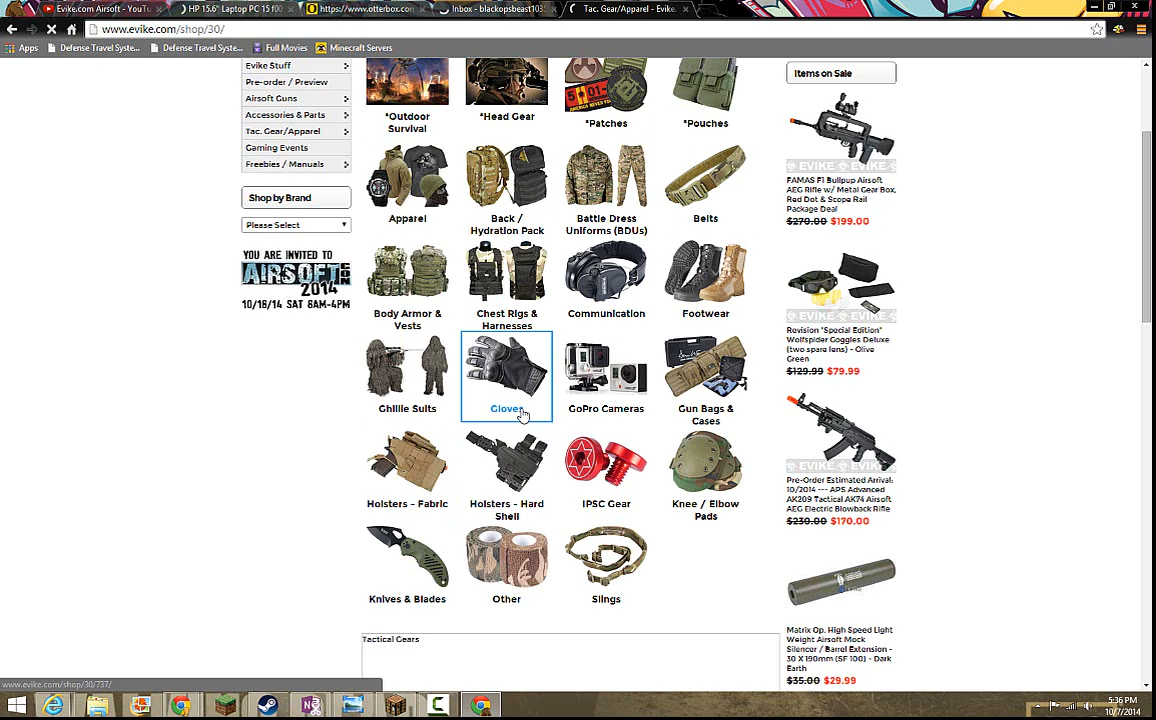 Evike.com Airsoft - YouTu
HP 15.6" Laptop PC 15 f00
https://www.otterbox.com
Inbox - blackopsbeast103
Tac. Gear/Apparel - Evike.
www.evike.com/shop/30/
Apps
Defense Travel Syste...
Defense Travel Syste...
Full Movies
Minecraft Servers
Evike Stuff
Pre-order / Preview
Airsoft Guns
Accessories & Parts
Tac. Gear/Apparel
Gaming Events
Freebies / Manuals
Shop by Brand
Please Select
YOU ARE INVITED TO
AIRSOFT CON
2014
10/18/14 SAT 8AM-4PM
*Outdoor
Survival
*Head Gear
*Patches
*Pouches
Apparel
Back /
Hydration Pack
Battle Dress
Uniforms (BDUs)
Belts
Body Armor &
Vests
Chest Rigs &
Harnesses
Communication
Footwear
Ghillie Suits
Gloves
GoPro Cameras
Gun Bags &
Cases
Holsters - Fabric
Holsters - Hard
Shell
IPSC Gear
Knee / Elbow
Pads
Knives & Blades
Other
Slings
Tactical Gears
Items on Sale
EVIKE
FAMAS F1 Bullpup Airsoft
AEG Rifle w/ Metal Gear Box,
Red Dot & Scope Rail
Package Deal
$270.00 $199.00
EVIKE
Revision "Special Edition"
Wolfspider Goggles Deluxe
(two spare lens) - Olive
Green
$129.99 $79.99
EVIKE
Pre-Order Estimated Arrival:
10/2014 --- APS Advanced
AK209 Tactical AK74 Airsoft
AEG Electric Blowback Rifle
$230.00 $170.00
Matrix Op. High Speed Light
Weight Airsoft Mock
Silencer / Barrel Extension -
30 X 190mm (SF 100) - Dark
Earth
$35.00 $29.99
www.evike.com/shop/30/737/
5:36 PM
10/7/2014